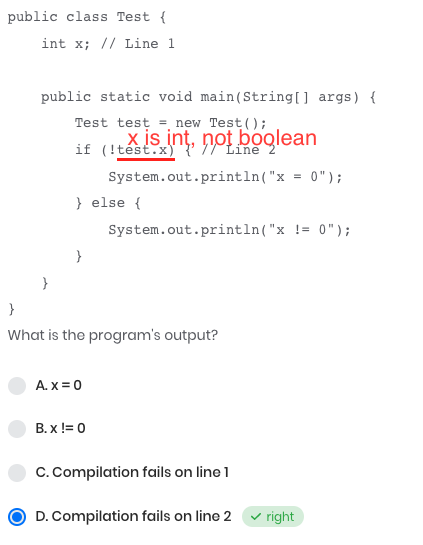 public class Test {
int x; // Line 1
public static void main(String[] args) {
Test test = new Test();
x is int, not boolean
if (!test.x) { // Line 2
System.out.println("x = 0");
} else {
System.out.println("x != 0");
}
}
}
What is the program's output?
A. x = 0
B. x != 0
C. Compilation fails on line 1
D. Compilation fails on line 2 right